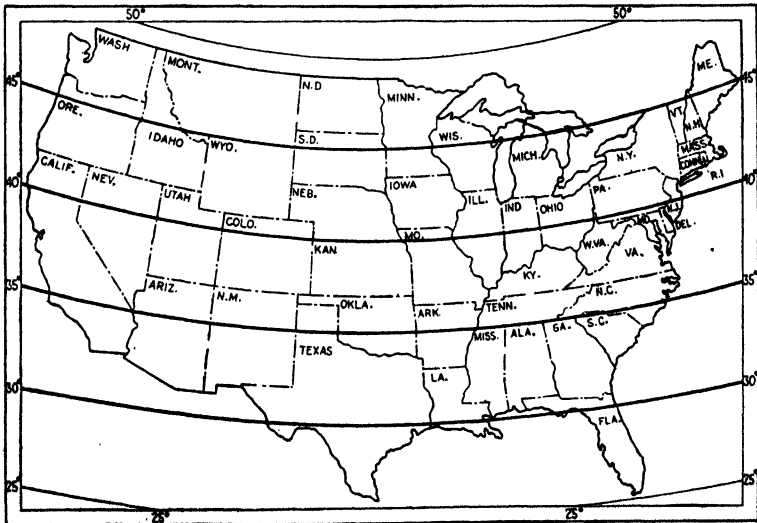 50° 50°
WASH
MONT.
N.D
MINN.
ME.
45° 45°
ORE.
IDAHO
WYO.
S.D.
WIS.
MICH.
VT.
N.H.
MASS.
N.Y.
CONN.
R.I
CALIF.
NEV.
UTAH
NEB.
IOWA
ILL.
IND
OHIO
PA.
40° 40°
COLO.
KAN.
MO.
W.VA.
MD.
N.J.
DEL.
VA.
KY.
35° 35°
ARIZ.
N.M.
OKLA.
ARK.
TENN.
N.C.
S.C.
TEXAS
MISS.
ALA.
GA.
LA.
30° 30°
FLA.
25° 25°
25° 25°